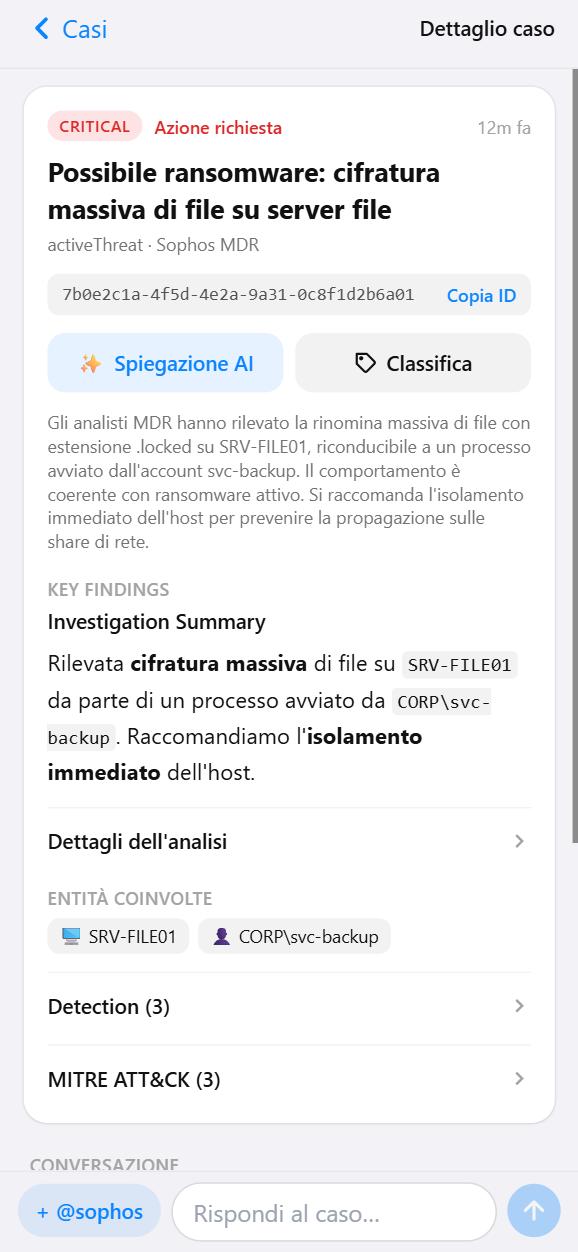 Casi
Dettaglio caso
CRITICAL
Azione richiesta
12m fa
Possibile ransomware: cifratura
massiva di file su server file
activeThreat · Sophos MDR
7b0e2c1a-4f5d-4e2a-9a31-0c8f1d2b6a01
Copia ID
Spiegazione AI
Classifica
Gli analisti MDR hanno rilevato la rinomina massiva di file con
estensione .locked su SRV-FILE01, riconducibile a un processo
avviato dall'account svc-backup. Il comportamento è
coerente con ransomware attivo. Si raccomanda l'isolamento
immediato dell'host per prevenire la propagazione sulle
share di rete.
KEY FINDINGS
Investigation Summary
Rilevata cifratura massiva di file su SRV-FILE01
da parte di un processo avviato da CORP\svc-
backup. Raccomandiamo l'isolamento
immediato dell'host.
Dettagli dell'analisi
ENTITÀ COINVOLTE
SRV-FILE01
CORP\svc-backup
Detection (3)
MITRE ATT&CK (3)
CONVERSAZIONE
+ @sophos
Rispondi al caso...